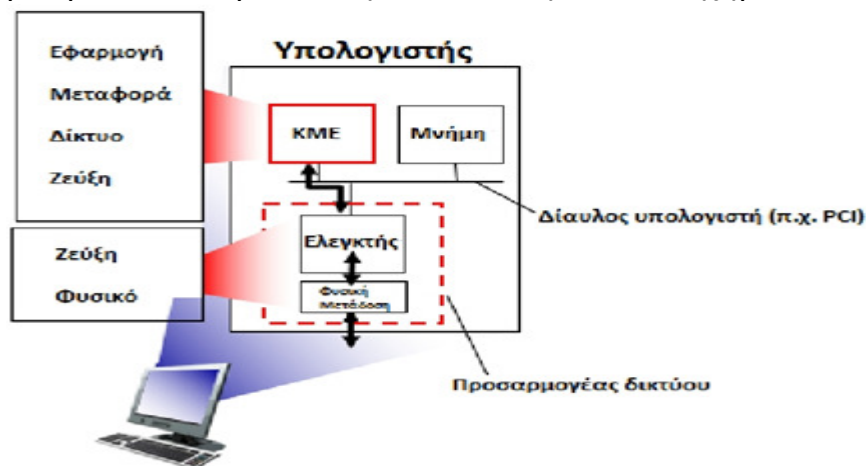 Εφαρμογή
Μεταφορά
Δίκτυο
Ζεύξη
Ζεύξη
Φυσικό
Υπολογιστής
ΚΜΕ
Μνήμη
Δίαυλος υπολογιστή (π.χ. PCI)
Ελεγκτής
Φυσική
Μετάδοση
Προσαρμογέας δικτύου